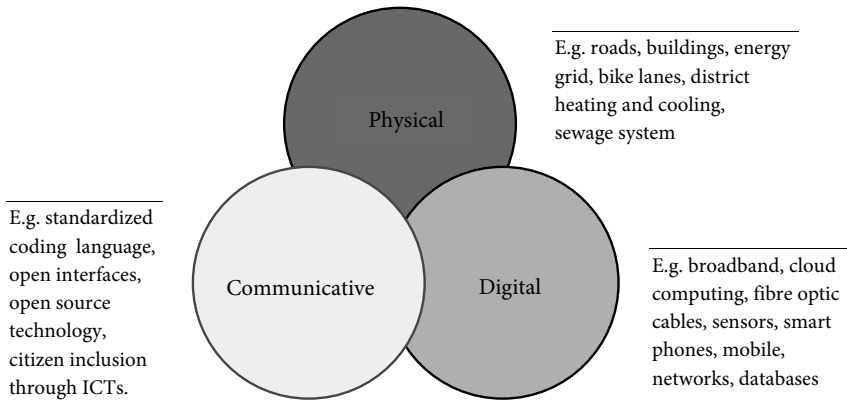 Physical
E.g. roads, buildings, energy
grid, bike lanes, district
heating and cooling,
sewage system
E.g. standardized
coding language,
open interfaces,
open source
technology,
citizen inclusion
through ICTs.
Communicative
Digital
E.g. broadband, cloud
computing, fibre optic
cables, sensors, smart
phones, mobile,
networks, databases